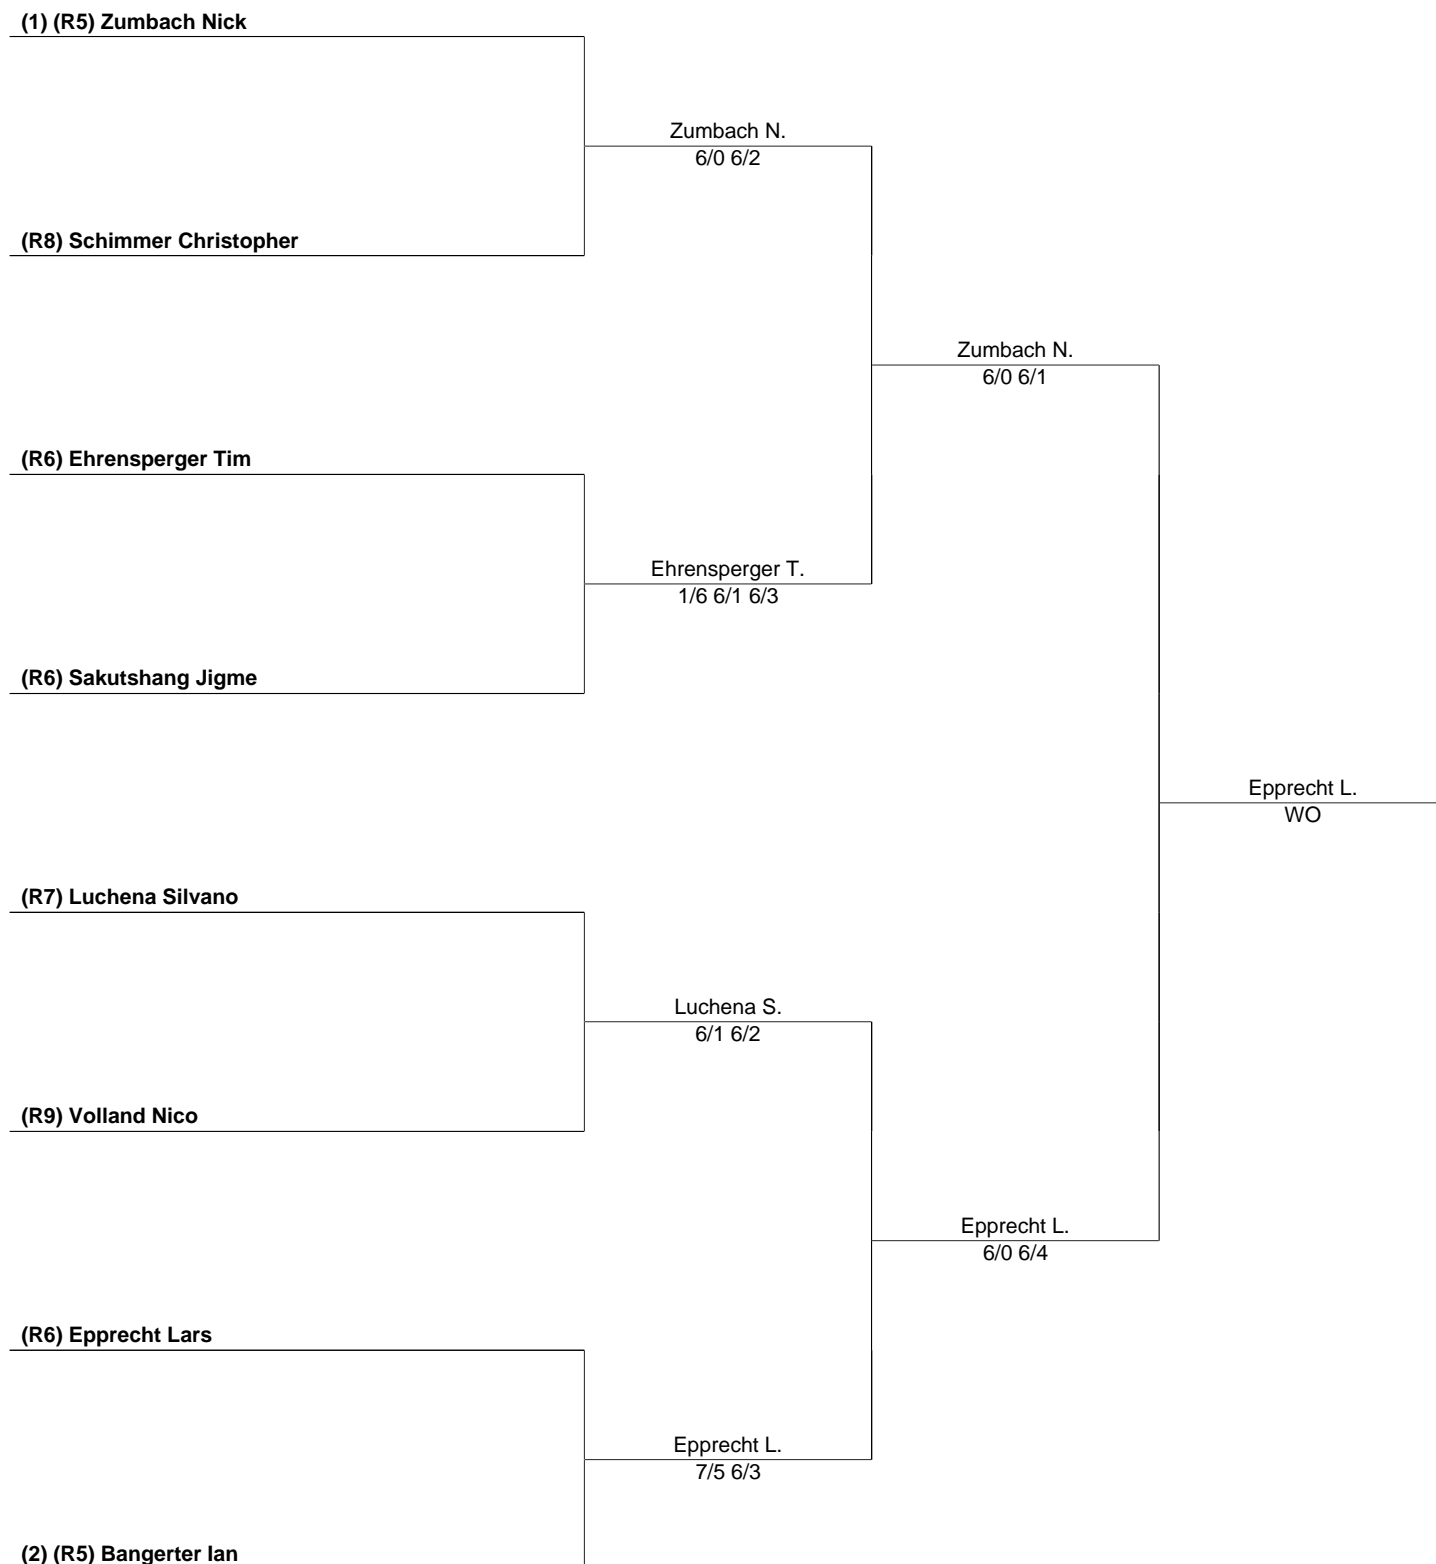 (1) (R5) Zumbach Nick
Zumbach N.
6/0 6/2
(R8) Schimmer Christopher
Zumbach N.
6/0 6/1
(R6) Ehrensperger Tim
Ehrensperger T.
1/6 6/1 6/3
(R6) Sakutshang Jigme
Epprecht L.
WO
(R7) Luchena Silvano
Luchena S.
6/1 6/2
(R9) Volland Nico
Epprecht L.
6/0 6/4
(R6) Epprecht Lars
Epprecht L.
7/5 6/3
(2) (R5) Bangerter Ian